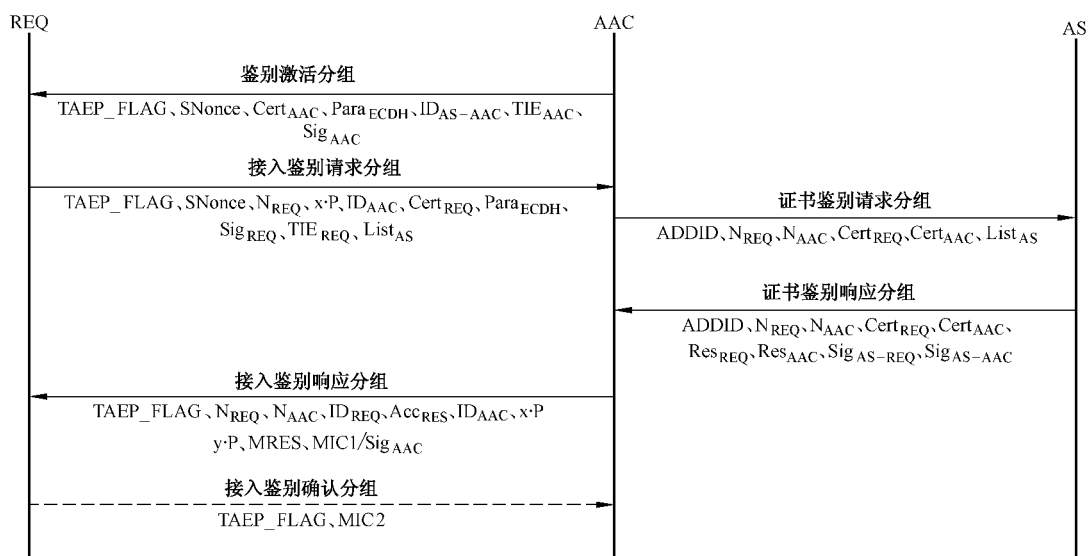 REQ
AAC
AS
鉴别激活分组
TAEP_FLAG、SNonce、CertAAC、ParaECDH、IDAS-AAC、TIEAAC、
SigAAC
接入鉴别请求分组
TAEP_FLAG、SNonce、NREQ、x·P、IDAAC、CertREQ、ParaECDH、
SigREQ、TIEREQ、ListAS
证书鉴别请求分组
ADDID、NREQ、NAAC、CertREQ、CertAAC、ListAS
证书鉴别响应分组
ADDID、NREQ、NAAC、CertREQ、CertAAC、
ResREQ、ResAAC、SigAS-REQ、SigAS-AAC
接入鉴别响应分组
TAEP_FLAG、NREQ、NAAC、IDREQ、AccRES、IDAAC、x·P
y·P、MRES、MIC1/SigAAC
接入鉴别确认分组
TAEP_FLAG、MIC2